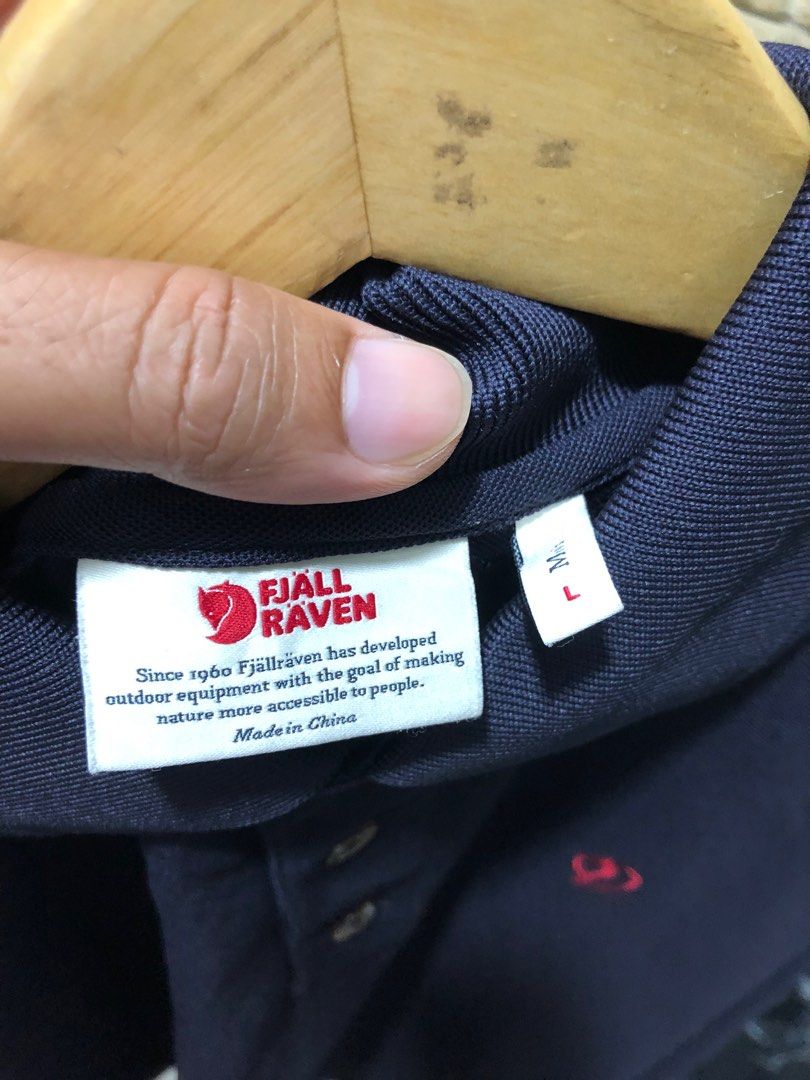 FJÄLL
RÄVEN
Since 1960 Fjällräven has developed
outdoor equipment with the goal of making
nature more accessible to people.
Made in China
L